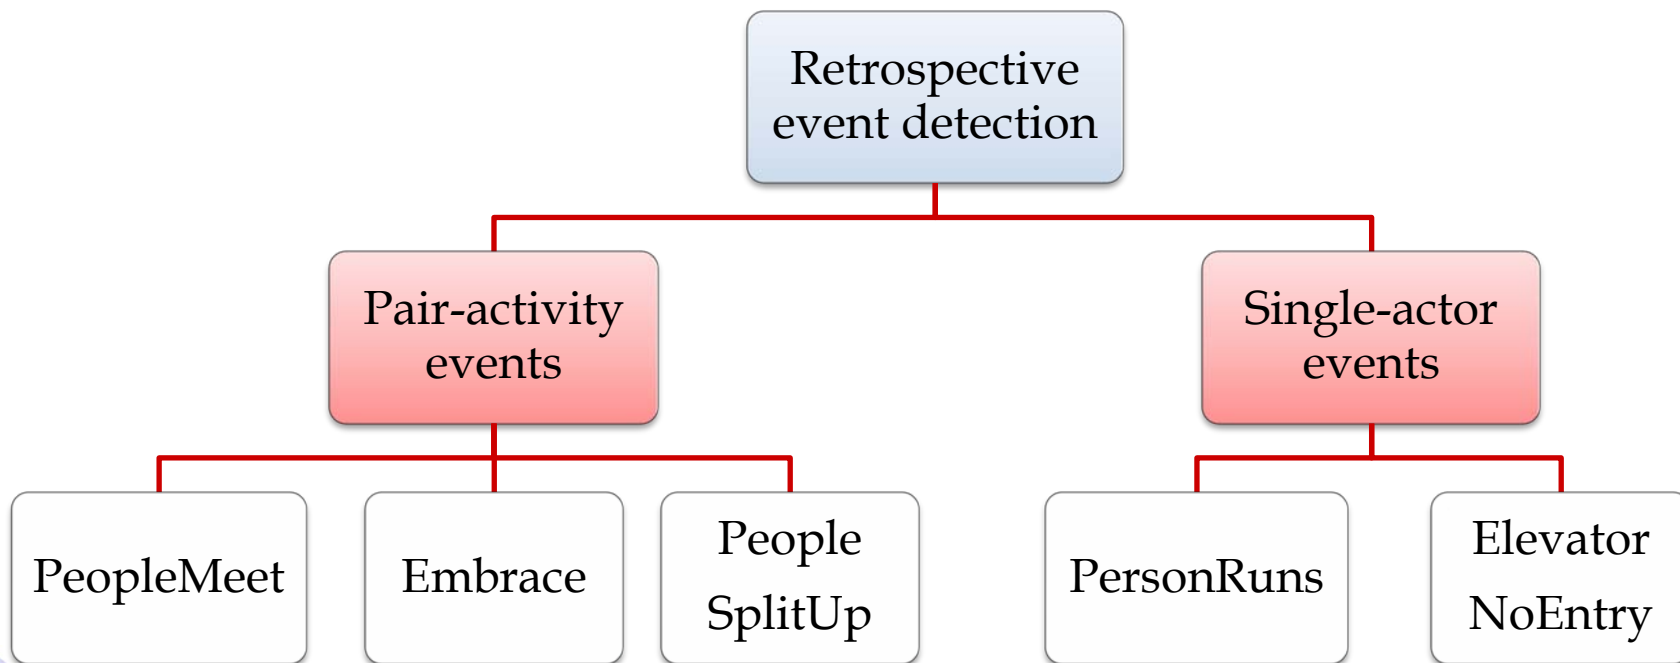 Retrospective
event detection
Pair-activity
events
Single-actor
events
PeopleMeet
Embrace
People
SplitUp
PersonRuns
Elevator
NoEntry